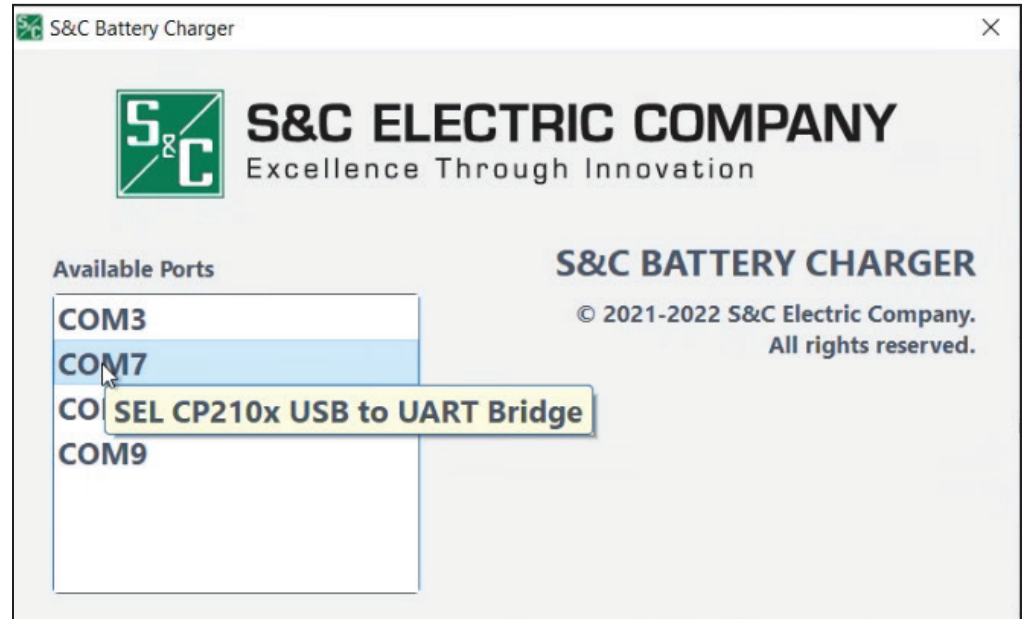 S&C Battery Charger
S&C
S&C ELECTRIC COMPANY
Excellence Through Innovation
Available Ports
COM3
COM7
SEL CP210x USB to UART Bridge
COM9
S&C BATTERY CHARGER
© 2021-2022 S&C Electric Company.
All rights reserved.